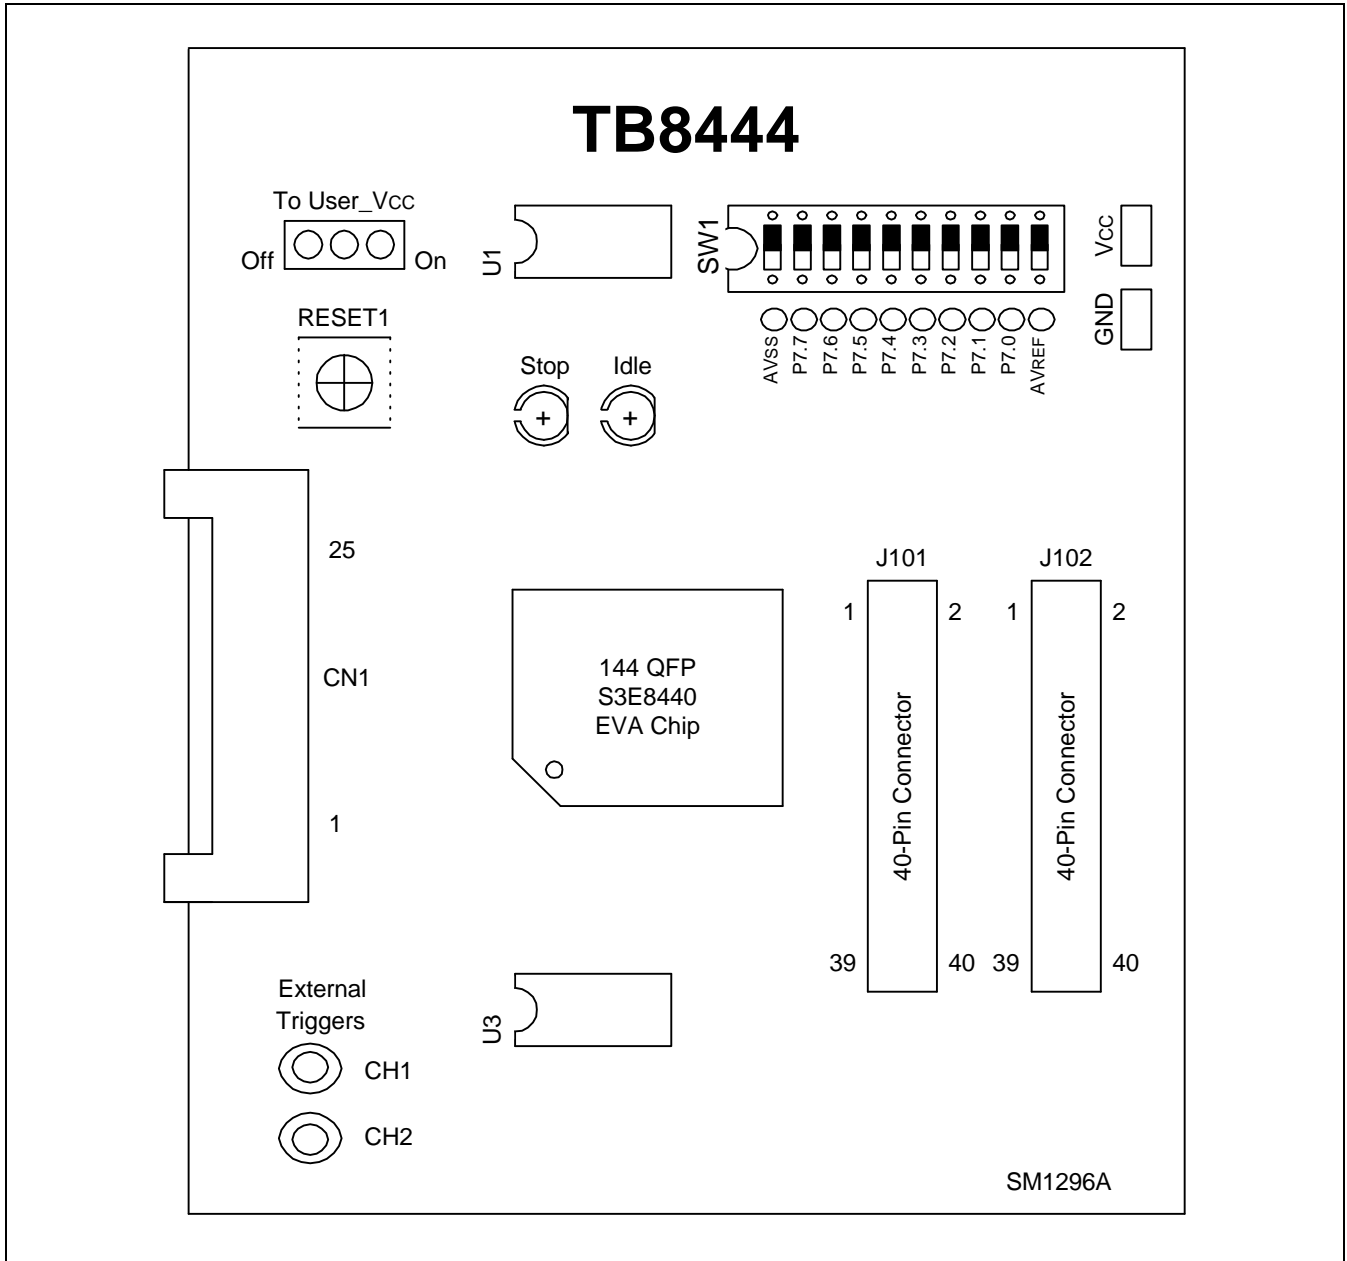 TB8444
To User_Vcc
Off
On
U1
SW1
AVss
P7.7
P7.6
P7.5
P7.4
P7.3
P7.2
P7.1
P7.0
AVREF
Vcc
GND
RESET1
Stop
Idle
25
CN1
1
144 QFP
S3E8440
EVA Chip
J101
1
2
40-Pin Connector
39
40
J102
1
2
40-Pin Connector
39
40
External
Triggers
CH1
CH2
U3
SM1296A